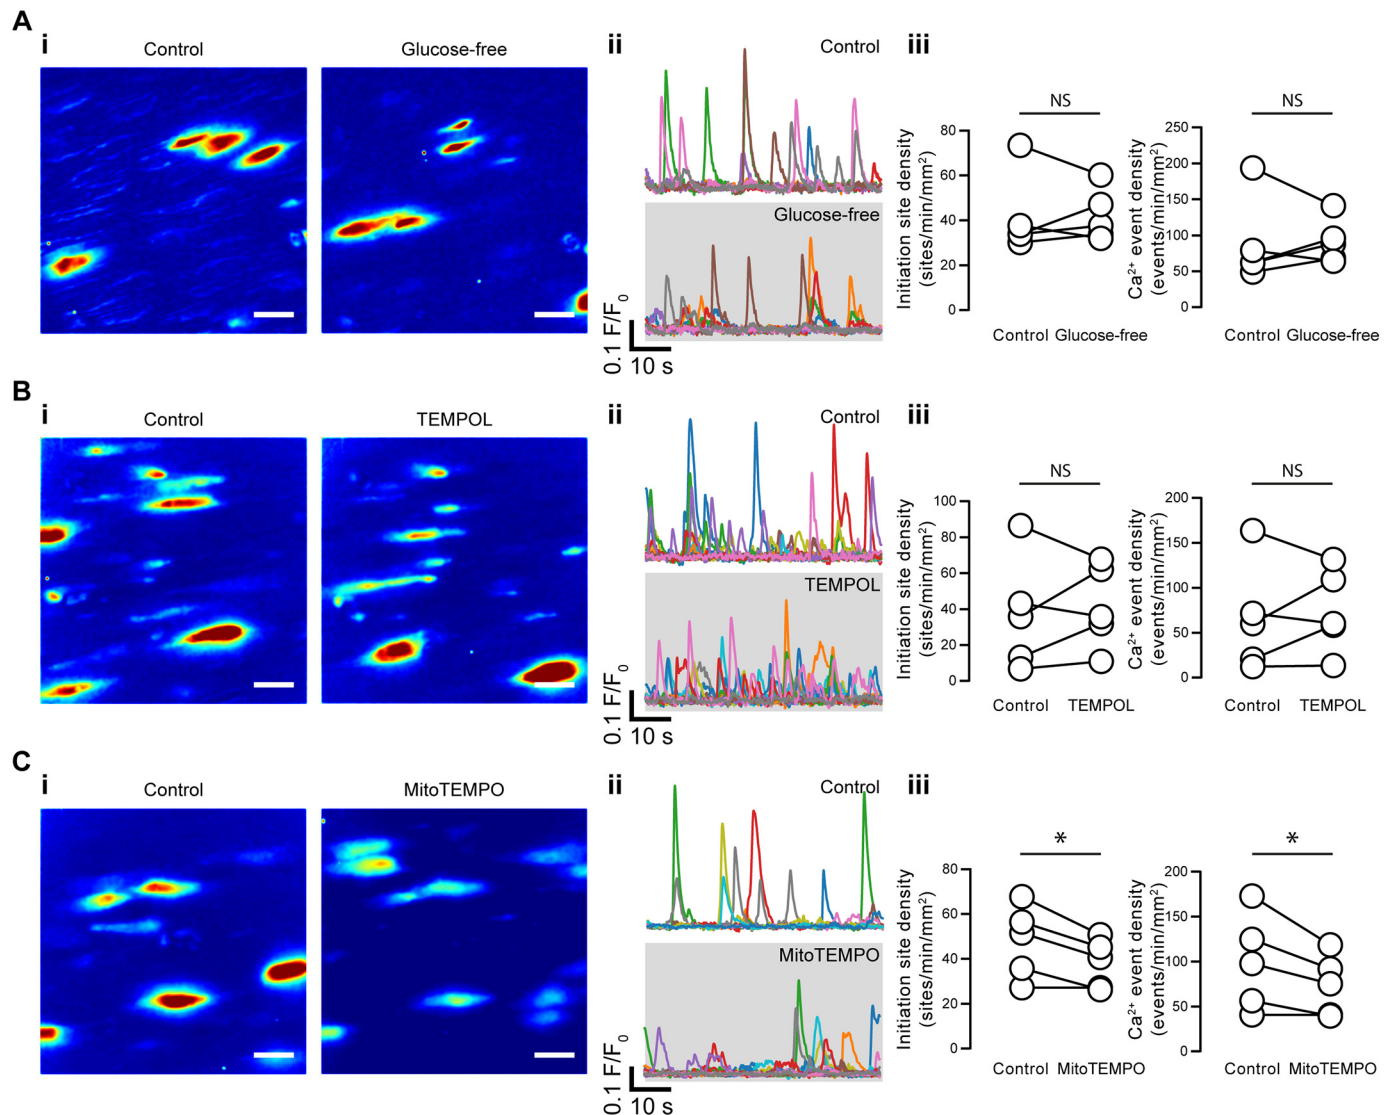 A
i
Control
Glucose-free
ii
Control
Glucose-free
0.1 F/F0
10 s
iii
NS
Initiation site density
(sites/min/mm²)
80
60
40
20
0
Control Glucose-free
NS
Ca²⁺ event density
(events/min/mm²)
250
200
150
100
50
0
Control Glucose-free
B
i
Control
TEMPOL
ii
Control
TEMPOL
0.1 F/F0
10 s
iii
NS
Initiation site density
(sites/min/mm²)
100
80
60
40
20
0
Control TEMPOL
NS
Ca²⁺ event density
(events/min/mm²)
200
150
100
50
0
Control TEMPOL
C
i
Control
MitoTEMPO
ii
Control
MitoTEMPO
0.1 F/F0
10 s
iii
*
Initiation site density
(sites/min/mm²)
80
60
40
20
0
Control MitoTEMPO
*
Ca²⁺ event density
(events/min/mm²)
200
150
100
50
0
Control MitoTEMPO